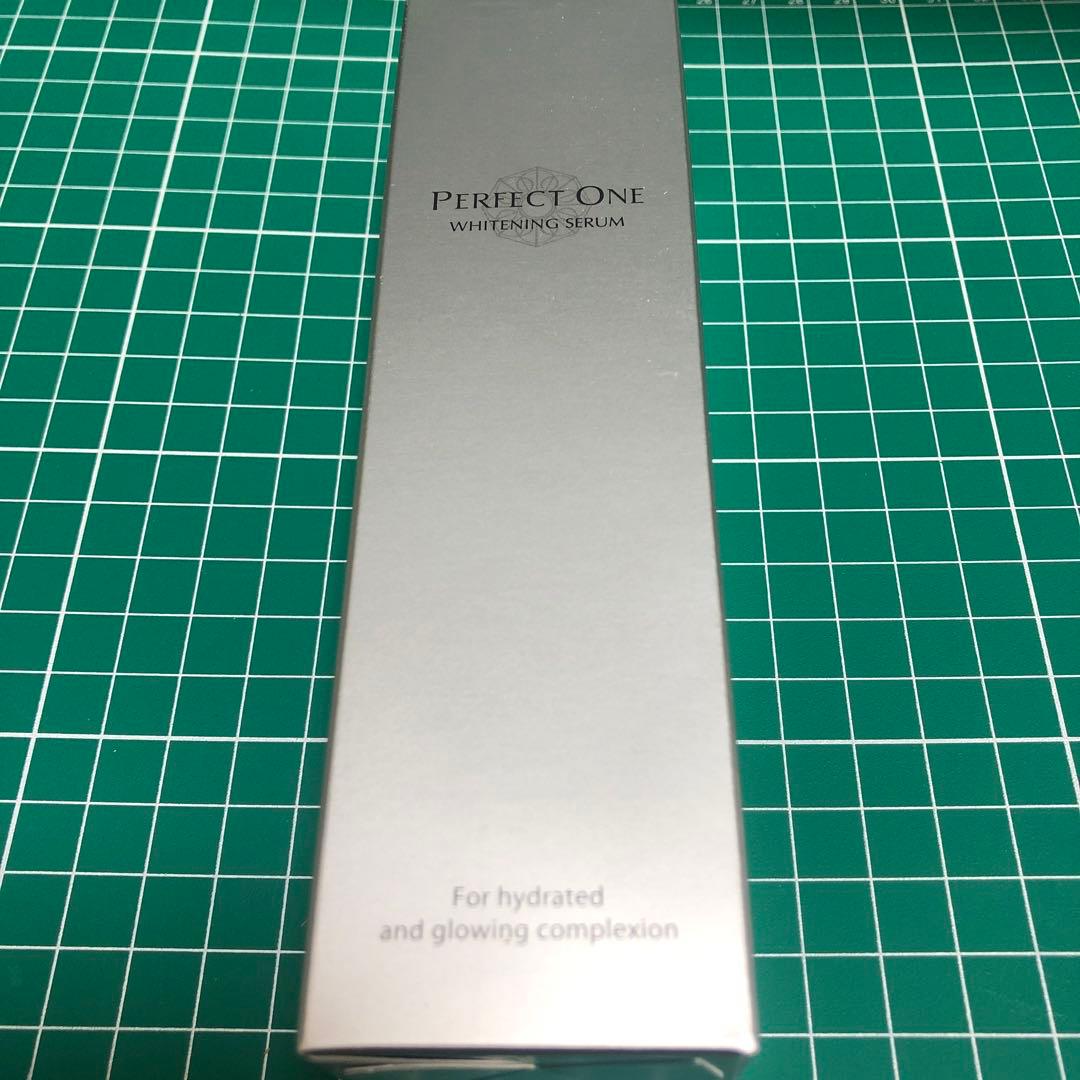 PERFECT ONE
WHITENING SERUM
For hydrated
and glowing complexion